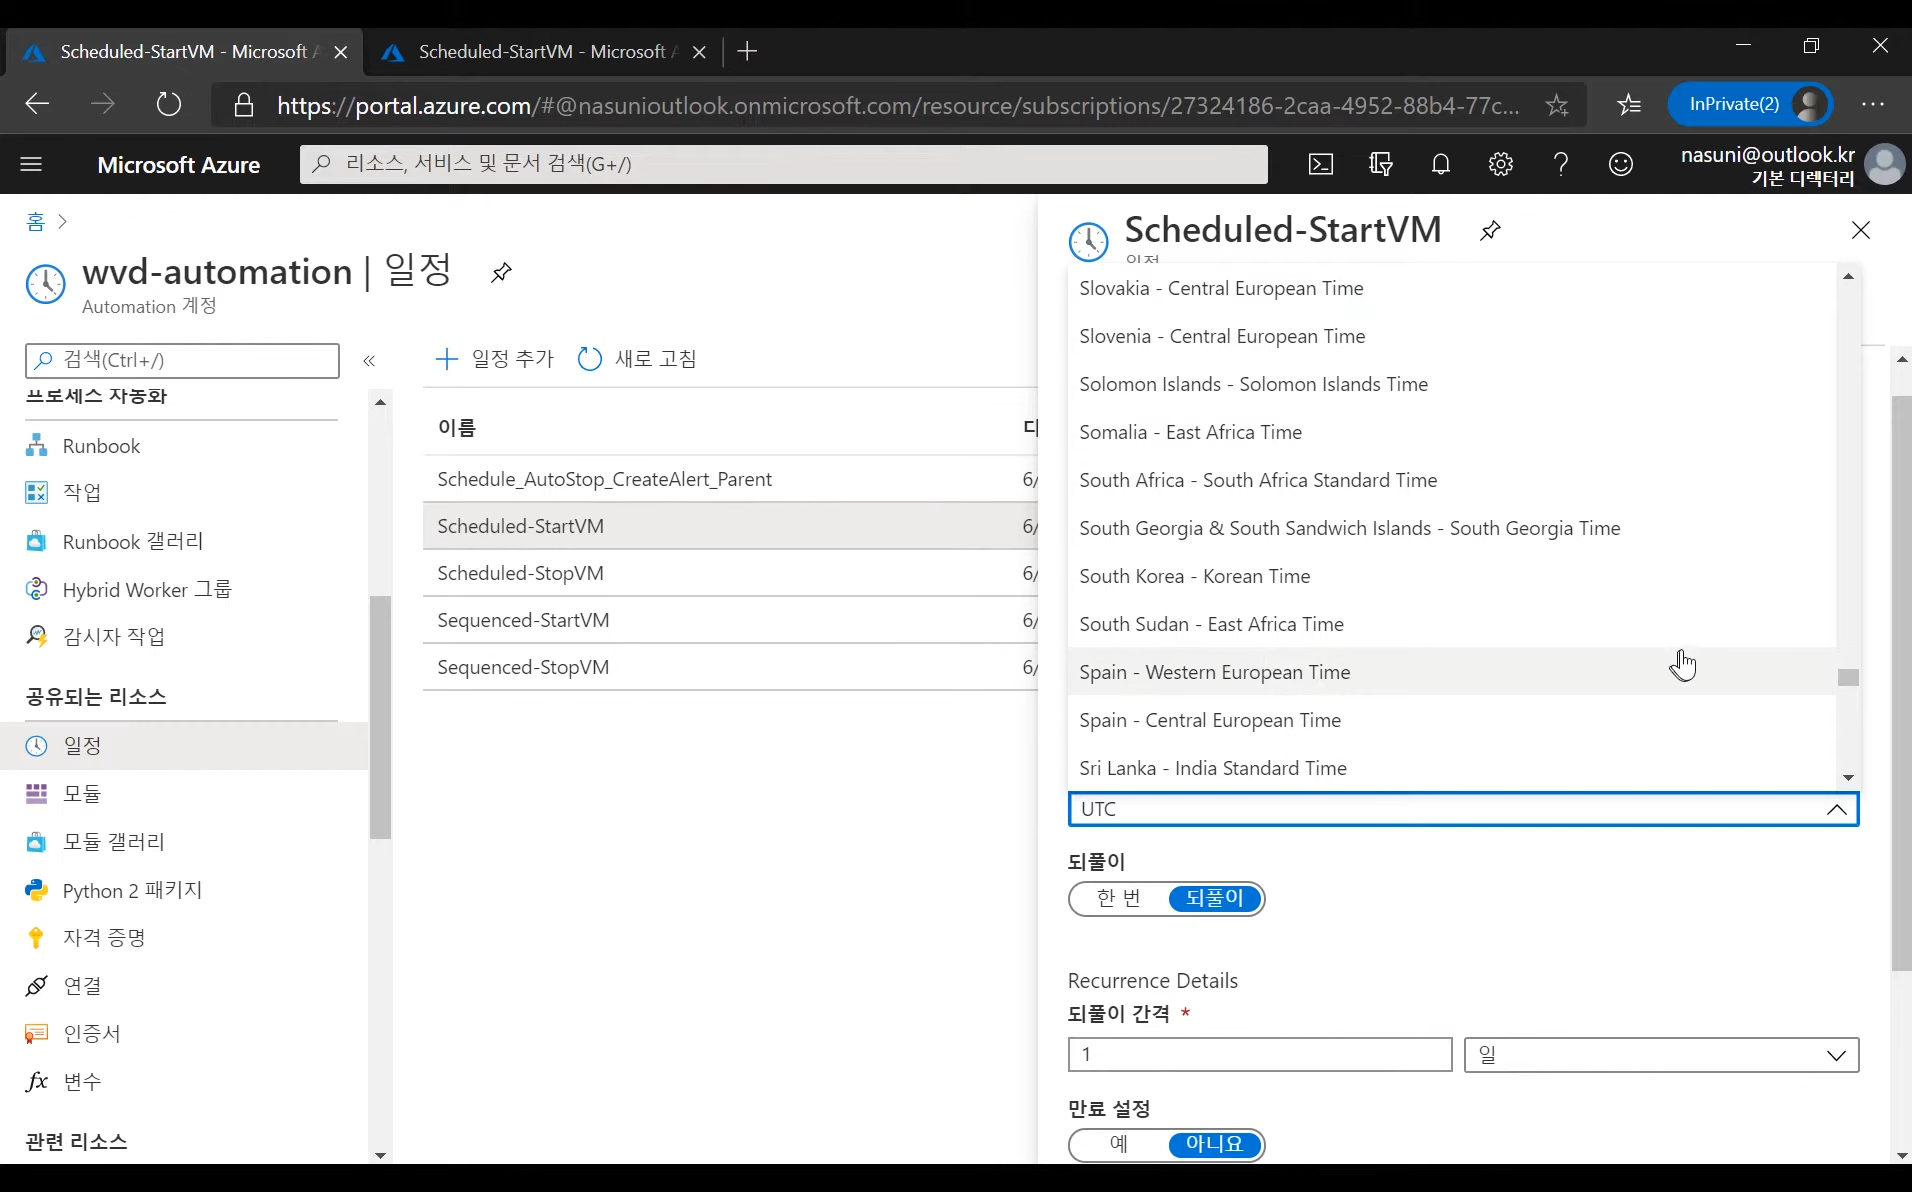 Scheduled-StartVM - Microsoft
Scheduled-StartVM - Microsoft
https://portal.azure.com/#@nasunioutlook.onmicrosoft.com/resource/subscriptions/27324186-2caa-4952-88b4-77c...
InPrivate(2)
Microsoft Azure
리소스, 서비스 및 문서 검색(G+/)
nasuni@outlook.kr
기본 디렉터리
홈 >
wvd-automation | 일정
Automation 계정
검색(Ctrl+/)
«
프로세스 자동화
Runbook
작업
Runbook 갤러리
Hybrid Worker 그룹
감시자 작업
공유되는 리소스
일정
모듈
모듈 갤러리
Python 2 패키지
자격 증명
연결
인증서
변수
관련 리소스
일정 추가
새로 고침
이름
Schedule_AutoStop_CreateAlert_Parent 6/
Scheduled-StartVM 6/
Scheduled-StopVM 6/
Sequenced-StartVM 6/
Sequenced-StopVM 6/
Scheduled-StartVM
일정
Slovakia - Central European Time
Slovenia - Central European Time
Solomon Islands - Solomon Islands Time
Somalia - East Africa Time
South Africa - South Africa Standard Time
South Georgia & South Sandwich Islands - South Georgia Time
South Korea - Korean Time
South Sudan - East Africa Time
Spain - Western European Time
Spain - Central European Time
Sri Lanka - India Standard Time
UTC
되풀이
한 번 되풀이
Recurrence Details
되풀이 간격 *
1 일
만료 설정
예 아니요